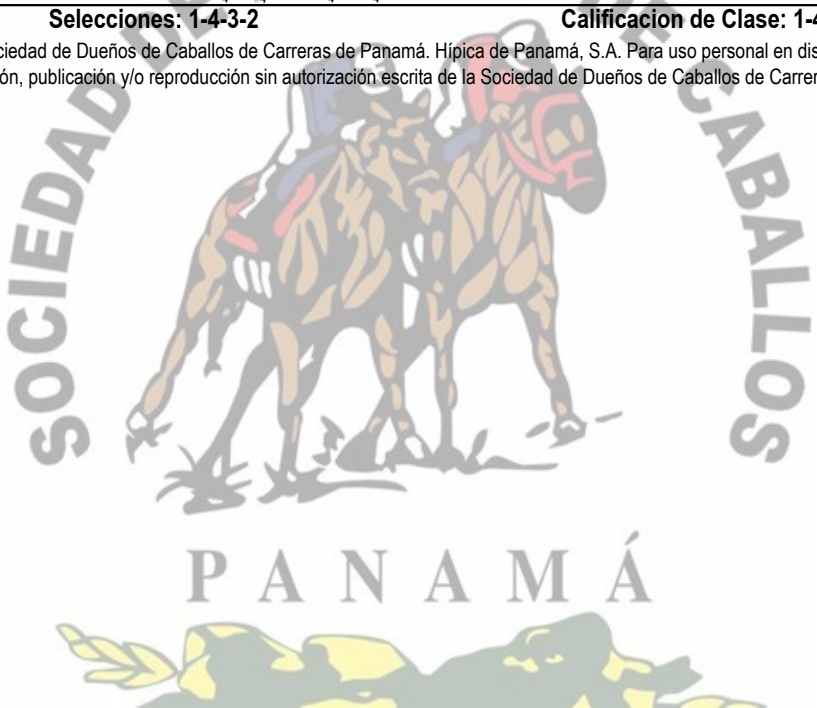 Selecciones: 1-4-3-2 Calificacion de Clase: 1-4
ciedad de Dueños de Caballos de Carreras de Panamá. Hípica de Panamá, S.A. Para uso personal en dis
ón, publicación y/o reproducción sin autorización escrita de la Sociedad de Dueños de Caballos de Carrer
SOCIEDAD DE
DE CABALLOS
PANAMÁ